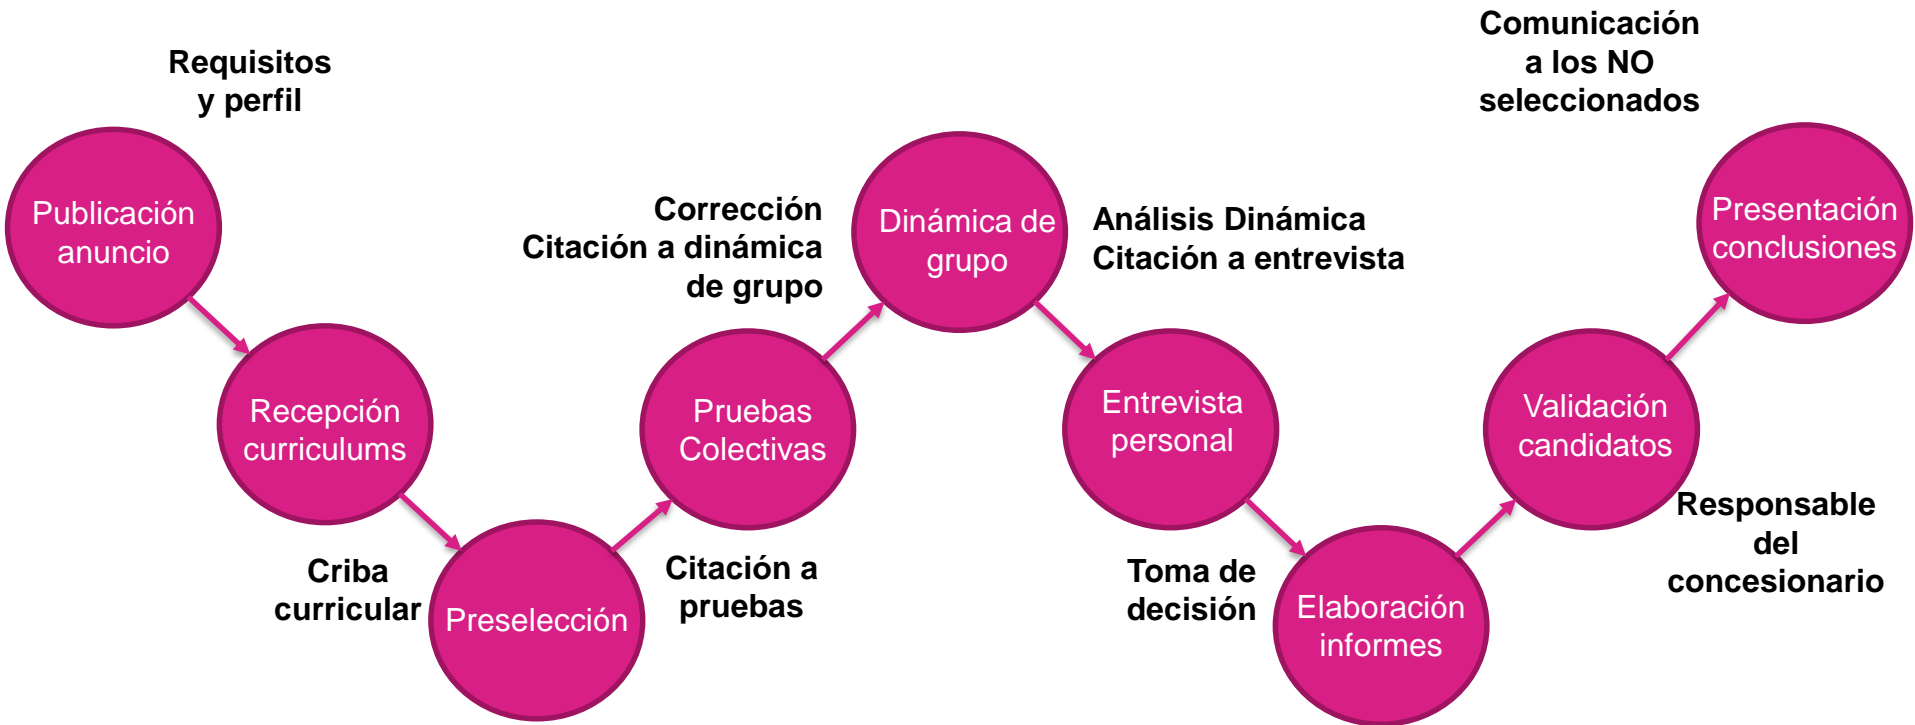 Requisitos
y perfil
Publicación
anuncio
Recepción
curriculums
Criba
curricular
Preselección
Citación a
pruebas
Pruebas
Colectivas
Corrección
Citación a dinámica
de grupo
Dinámica de
grupo
Análisis Dinámica
Citación a entrevista
Entrevista
personal
Toma de
decisión
Elaboración
informes
Validación
candidatos
Responsable
del
concesionario
Comunicación
a los NO
seleccionados
Presentación
conclusiones